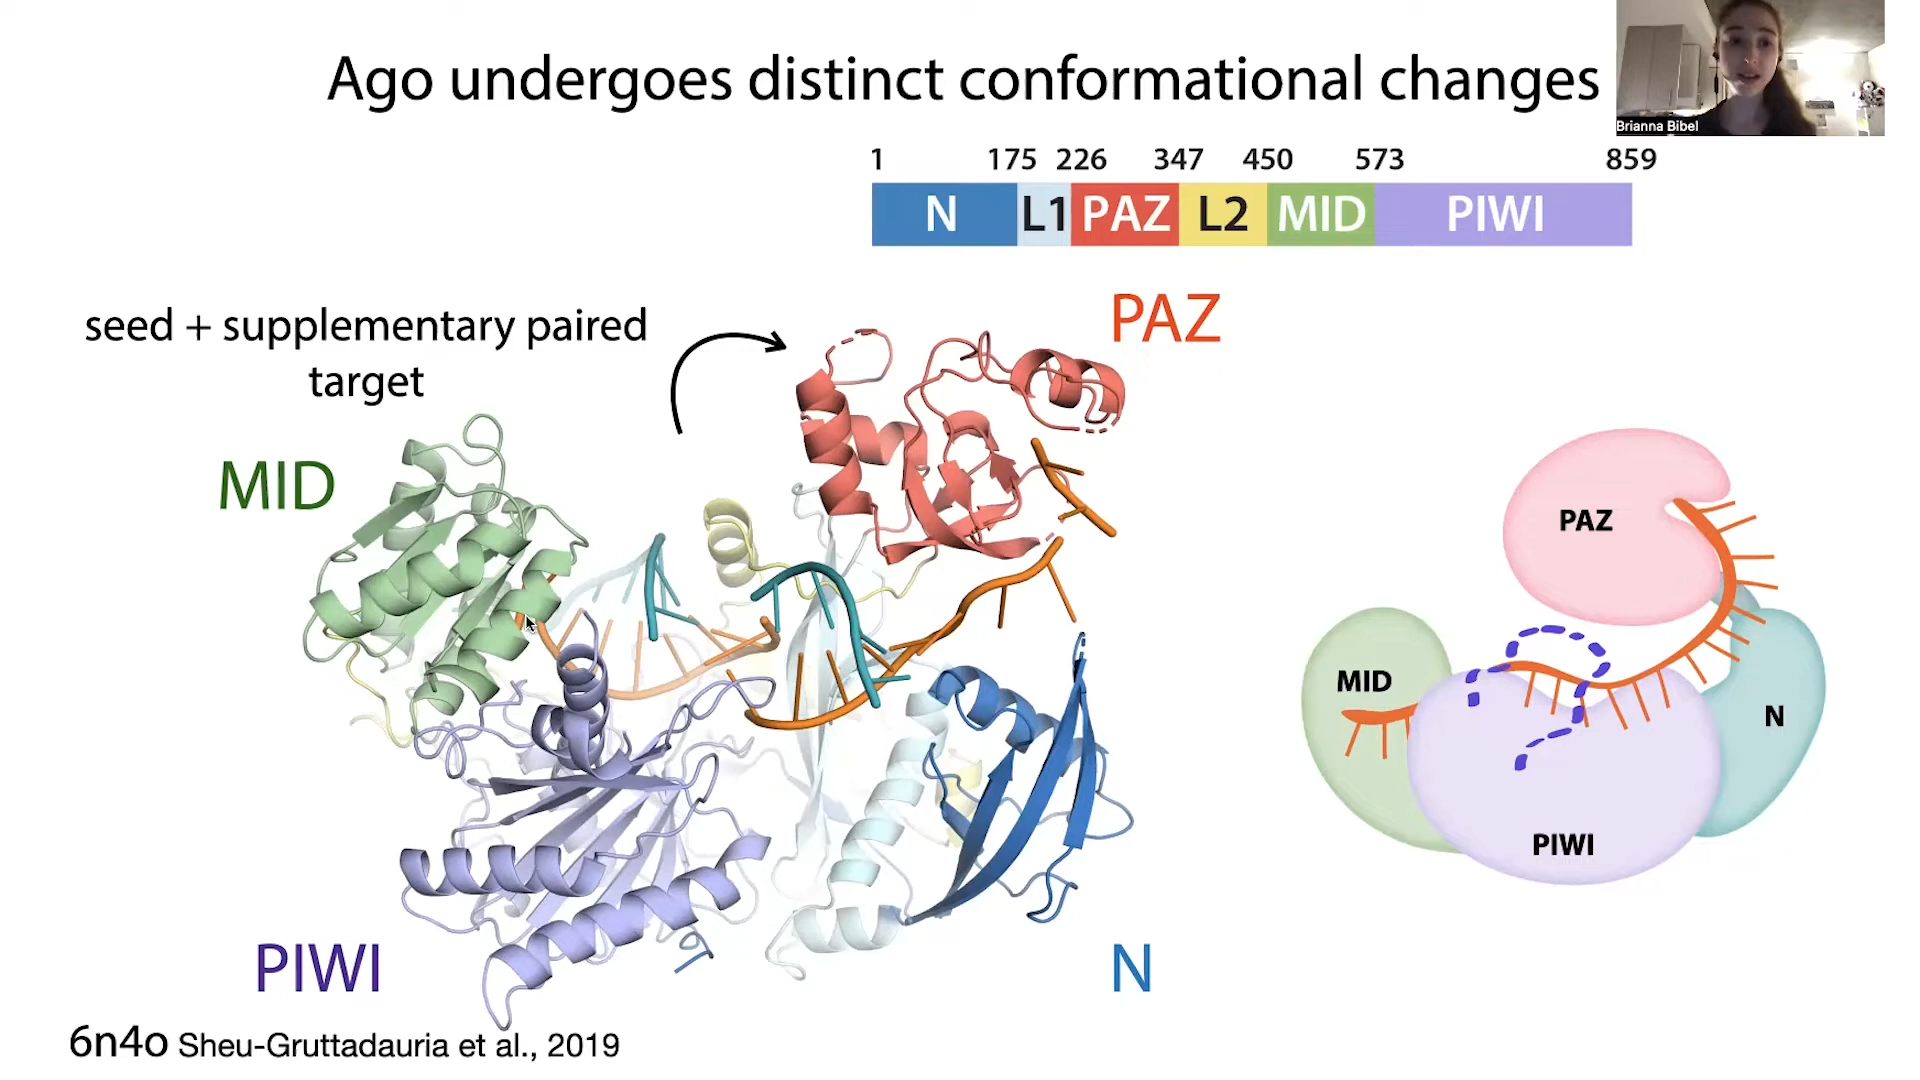 Ago undergoes distinct conformational changes
Brianna Bibel
1 175 226 347 450 573 859
N L1 PAZ L2 MID PIWI
seed + supplementary paired
target
PAZ
MID
PIWI
N
PAZ
MID
N
PIWI
6n4o Sheu-Gruttadauria et al., 2019